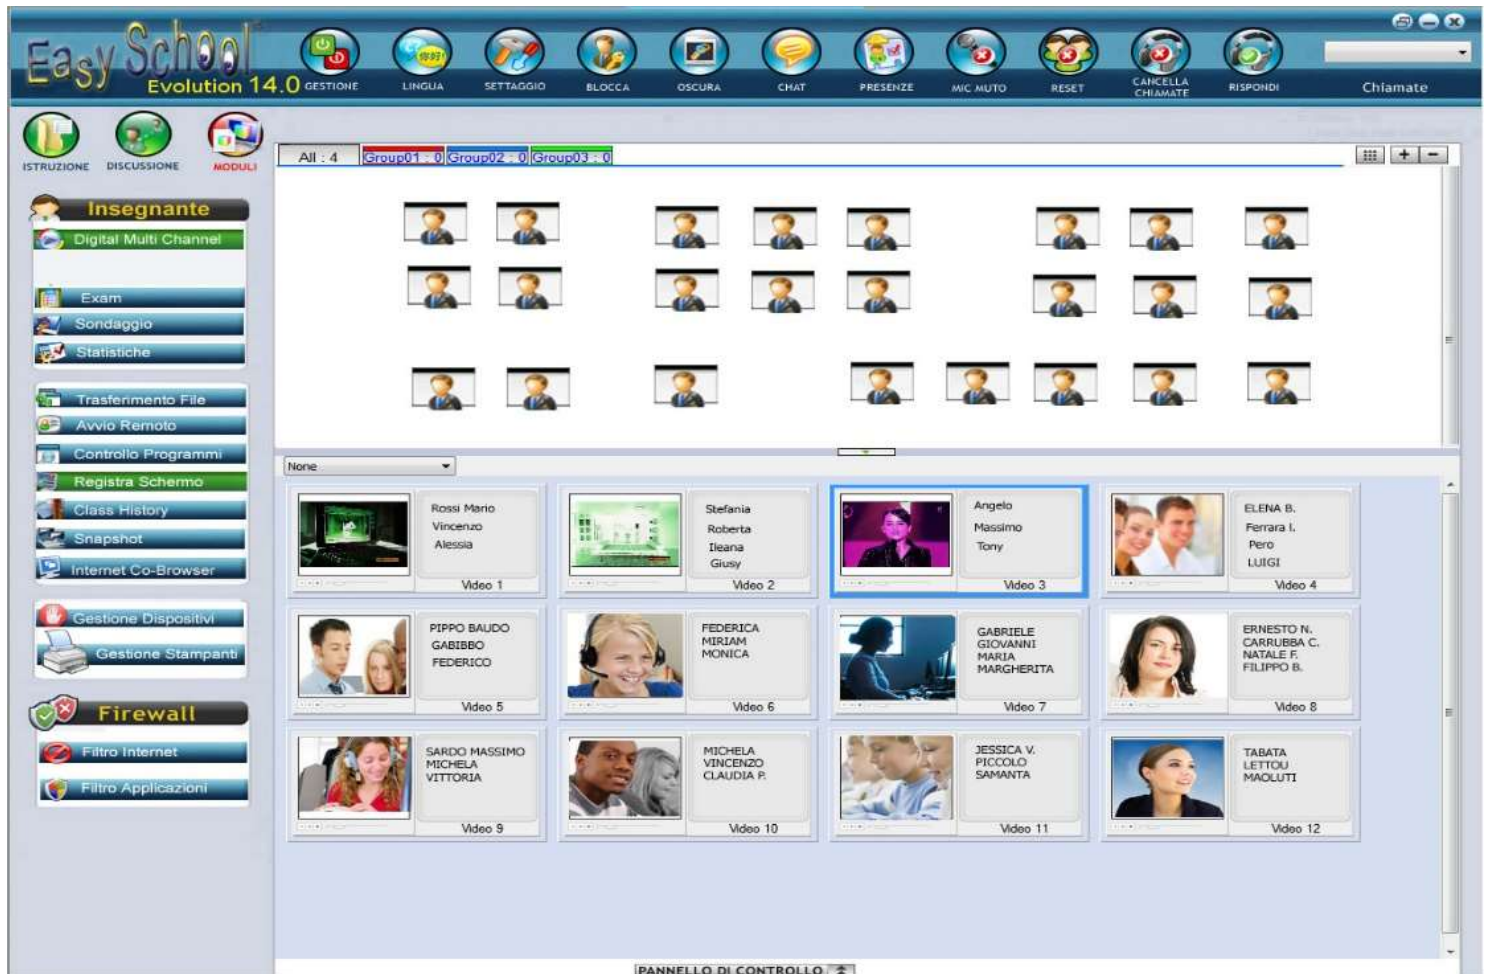 Easy School
Evolution 14.0
GESTIONE
你好!
LINGUA
SETTAGGIO
BLOCCA
OSCURA
CHAT
PRESENZE
MIC MUTO
RESET
CANCELLA
CHIAMATE
RISPONDI
Chiamate
ISTRUZIONE
DISCUSSIONE
MODULI
All : 4
Group01 : 0
Group02 : 0
Group03 : 0
Insegnante
Digital Multi Channel
Exam
Sondaggio
Statistiche
Trasferimento File
Avvio Remoto
Controllo Programmi
Registra Schermo
Class History
Snapshot
Internet Co-Browser
Gestione Dispositivi
Gestione Stampanti
Firewall
Filtro Internet
Filtro Applicazioni
None
Rossi Mario
Vincenzo
Alessia
Video 1
Stefania
Roberta
Ileana
Giusy
Video 2
Angelo
Massimo
Tony
Video 3
ELENA B.
Ferrara I.
Pero
LUIGI
Video 4
PIPPO BAUDO
GABIBBO
FEDERICO
Video 5
FEDERICA
MIRIAM
MONICA
Video 6
GABRIELE
GIOVANNI
MARIA
MARGHERITA
Video 7
ERNESTO N.
CARRUBBA C.
NATALE F.
FILIPPO B.
Video 8
SARDO MASSIMO
MICHELA
VITTORIA
Video 9
MICHELA
VINCENZO
CLAUDIA P.
Video 10
JESSICA V.
PICCOLO
SAMANTA
Video 11
TABATA
LETTOU
MAOLUTI
Video 12
PANNELLO DI CONTROLLO